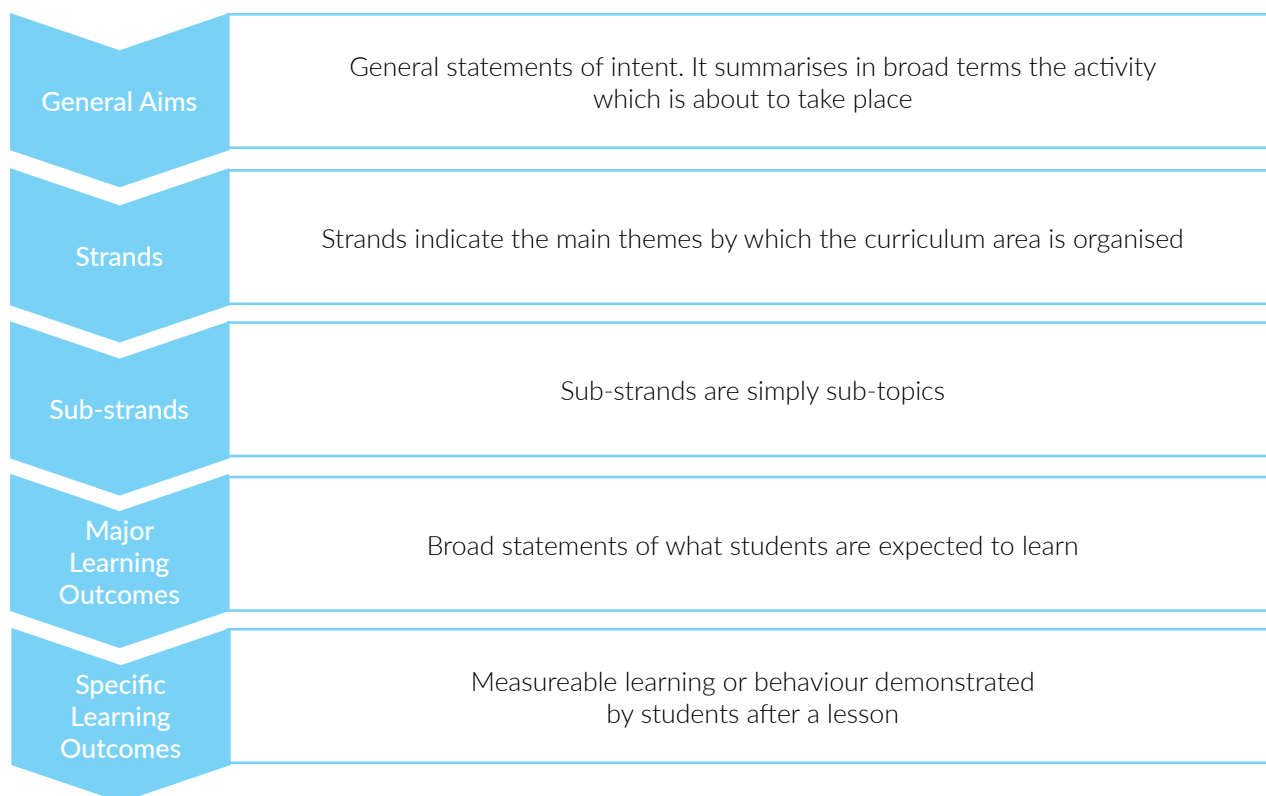 General Aims
General statements of intent. It summarises in broad terms the activity
which is about to take place
Strands
Strands indicate the main themes by which the curriculum area is organised
Sub-strands
Sub-strands are simply sub-topics
Major
Learning
Outcomes
Broad statements of what students are expected to learn
Specific
Learning
Outcomes
Measureable learning or behaviour demonstrated
by students after a lesson